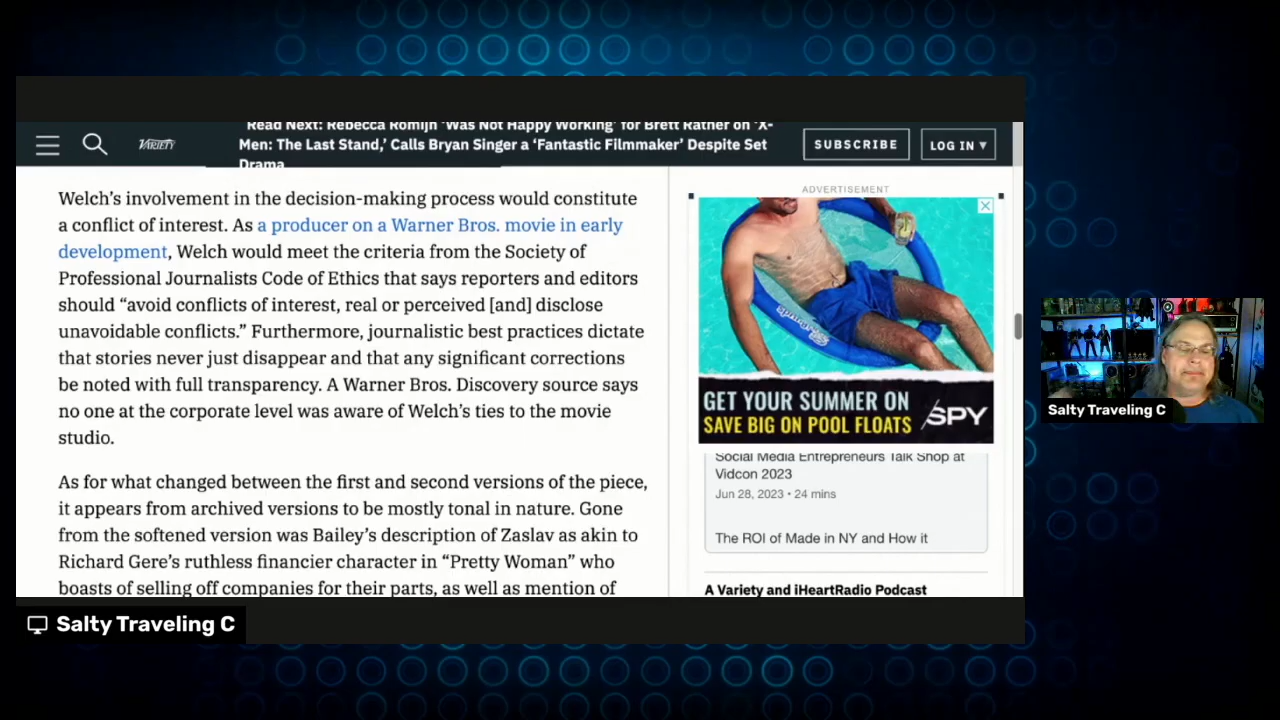 Read Next: Rebecca Romijn ‘Was Not Happy Working’ for Brett Ratner on ‘X-
Men: The Last Stand,’ Calls Bryan Singer a ‘Fantastic Filmmaker’ Despite Set
Drama
VARIETY
SUBSCRIBE
LOG IN ▾
Welch’s involvement in the decision-making process would constitute
a conflict of interest. As a producer on a Warner Bros. movie in early
development, Welch would meet the criteria from the Society of
Professional Journalists Code of Ethics that says reporters and editors
should “avoid conflicts of interest, real or perceived [and] disclose
unavoidable conflicts.” Furthermore, journalistic best practices dictate
that stories never just disappear and that any significant corrections
be noted with full transparency. A Warner Bros. Discovery source says
no one at the corporate level was aware of Welch’s ties to the movie
studio.
As for what changed between the first and second versions of the piece,
it appears from archived versions to be mostly tonal in nature. Gone
from the softened version was Bailey’s description of Zaslav as akin to
Richard Gere’s ruthless financier character in “Pretty Woman” who
boasts of selling off companies for their parts, as well as mention of
ADVERTISEMENT
GET YOUR SUMMER ON
SAVE BIG ON POOL FLOATS
SPY
Social Media Entrepreneurs Talk Shop at
Vidcon 2023
Jun 28, 2023 • 24 mins
The ROI of Made in NY and How it
A Variety and iHeartRadio Podcast
Salty Traveling C
Salty Traveling C